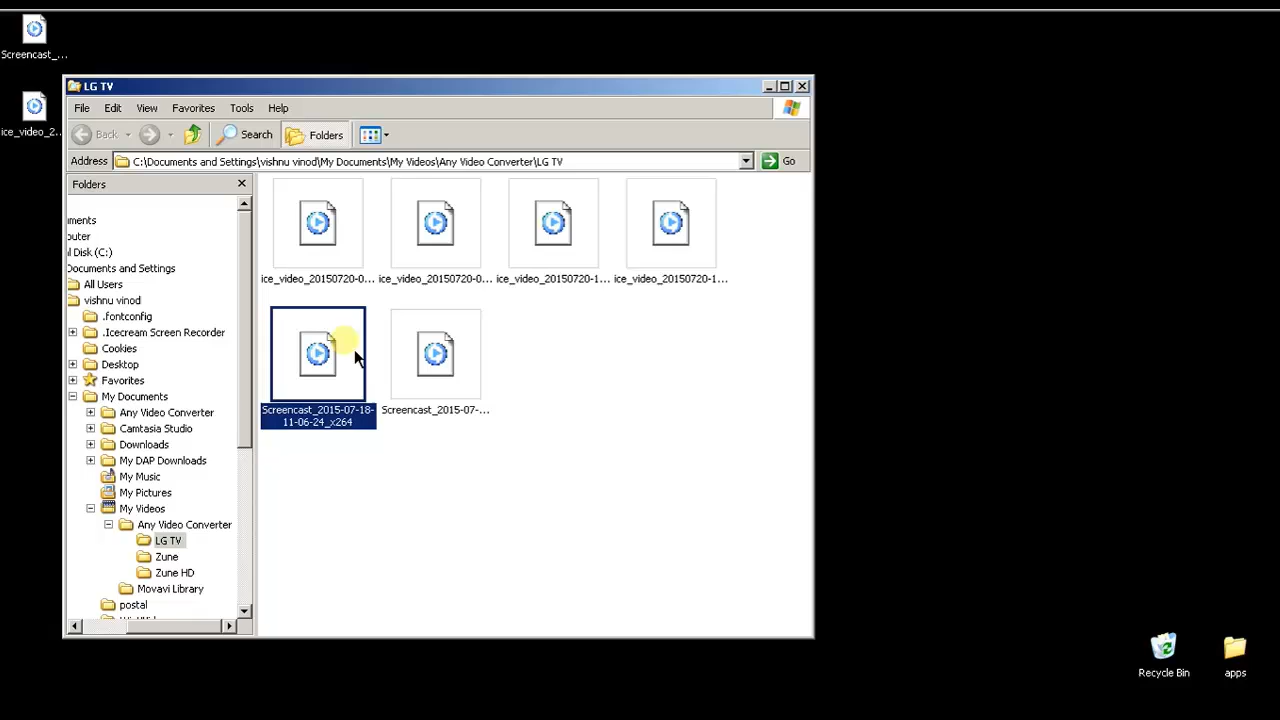 Screencast_...
ice_video_2...
LG TV
File Edit View Favorites Tools Help
Back Search Folders
Address C:\Documents and Settings\vishnu vinod\My Documents\My Videos\Any Video Converter\LG TV Go
Folders
uments
puter
l Disk (C:)
Documents and Settings
All Users
vishnu vinod
.fontconfig
.Icecream Screen Recorder
Cookies
Desktop
Favorites
My Documents
Any Video Converter
Camtasia Studio
Downloads
My DAP Downloads
My Music
My Pictures
My Videos
Any Video Converter
LG TV
Zune
Zune HD
Movavi Library
postal
ice_video_20150720-0... ice_video_20150720-0... ice_video_20150720-1... ice_video_20150720-1...
Screencast_2015-07-18-
11-06-24_x264
Screencast_2015-07-...
Recycle Bin
apps